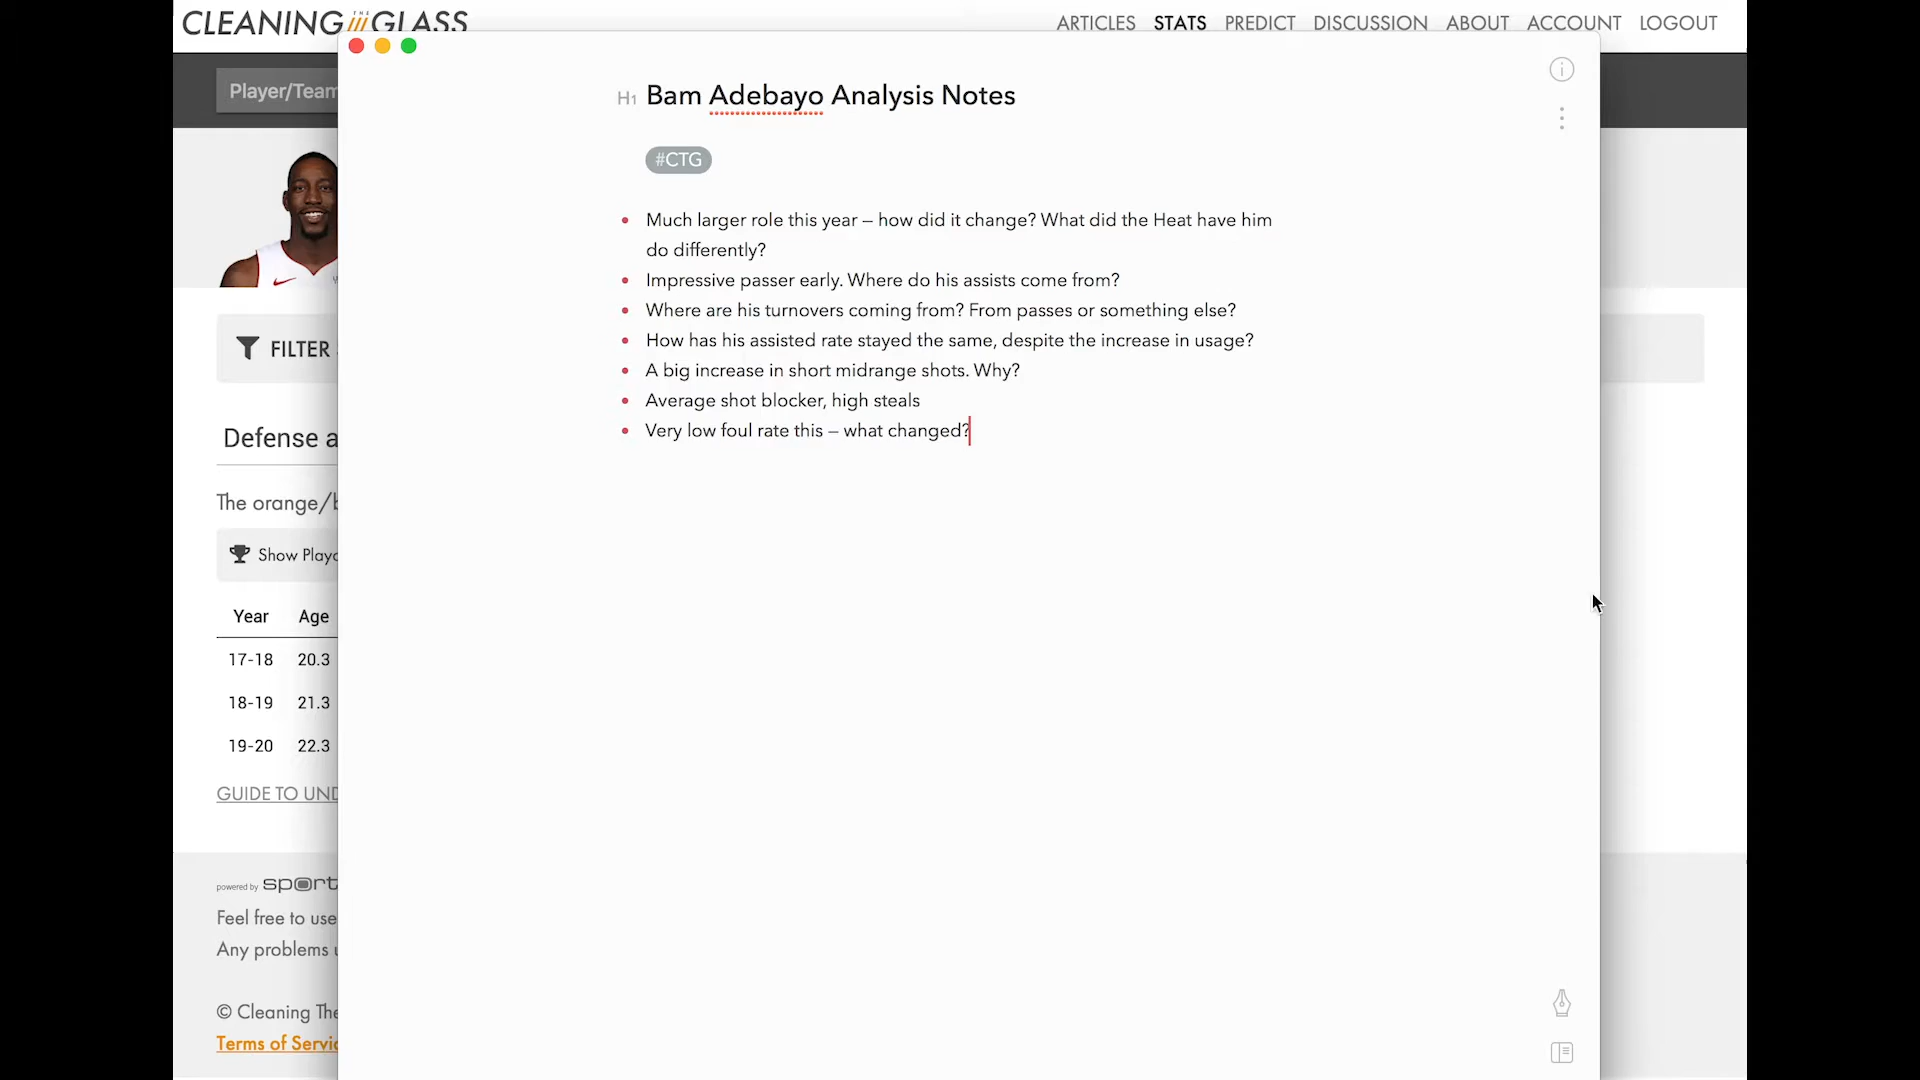 CLEANING THE GLASS
ARTICLES STATS PREDICT DISCUSSION ABOUT ACCOUNT LOGOUT
Player/Team
H1 Bam Adebayo Analysis Notes
#CTG
• Much larger role this year – how did it change? What did the Heat have him
do differently?
• Impressive passer early. Where do his assists come from?
• Where are his turnovers coming from? From passes or something else?
• How has his assisted rate stayed the same, despite the increase in usage?
• A big increase in short midrange shots. Why?
• Average shot blocker, high steals
• Very low foul rate this – what changed?
FILTER
Defense a
The orange/b
Show Playo
Year Age
17-18 20.3
18-19 21.3
19-20 22.3
GUIDE TO UND
powered by sport
Feel free to use
Any problems
© Cleaning The
Terms of Servic